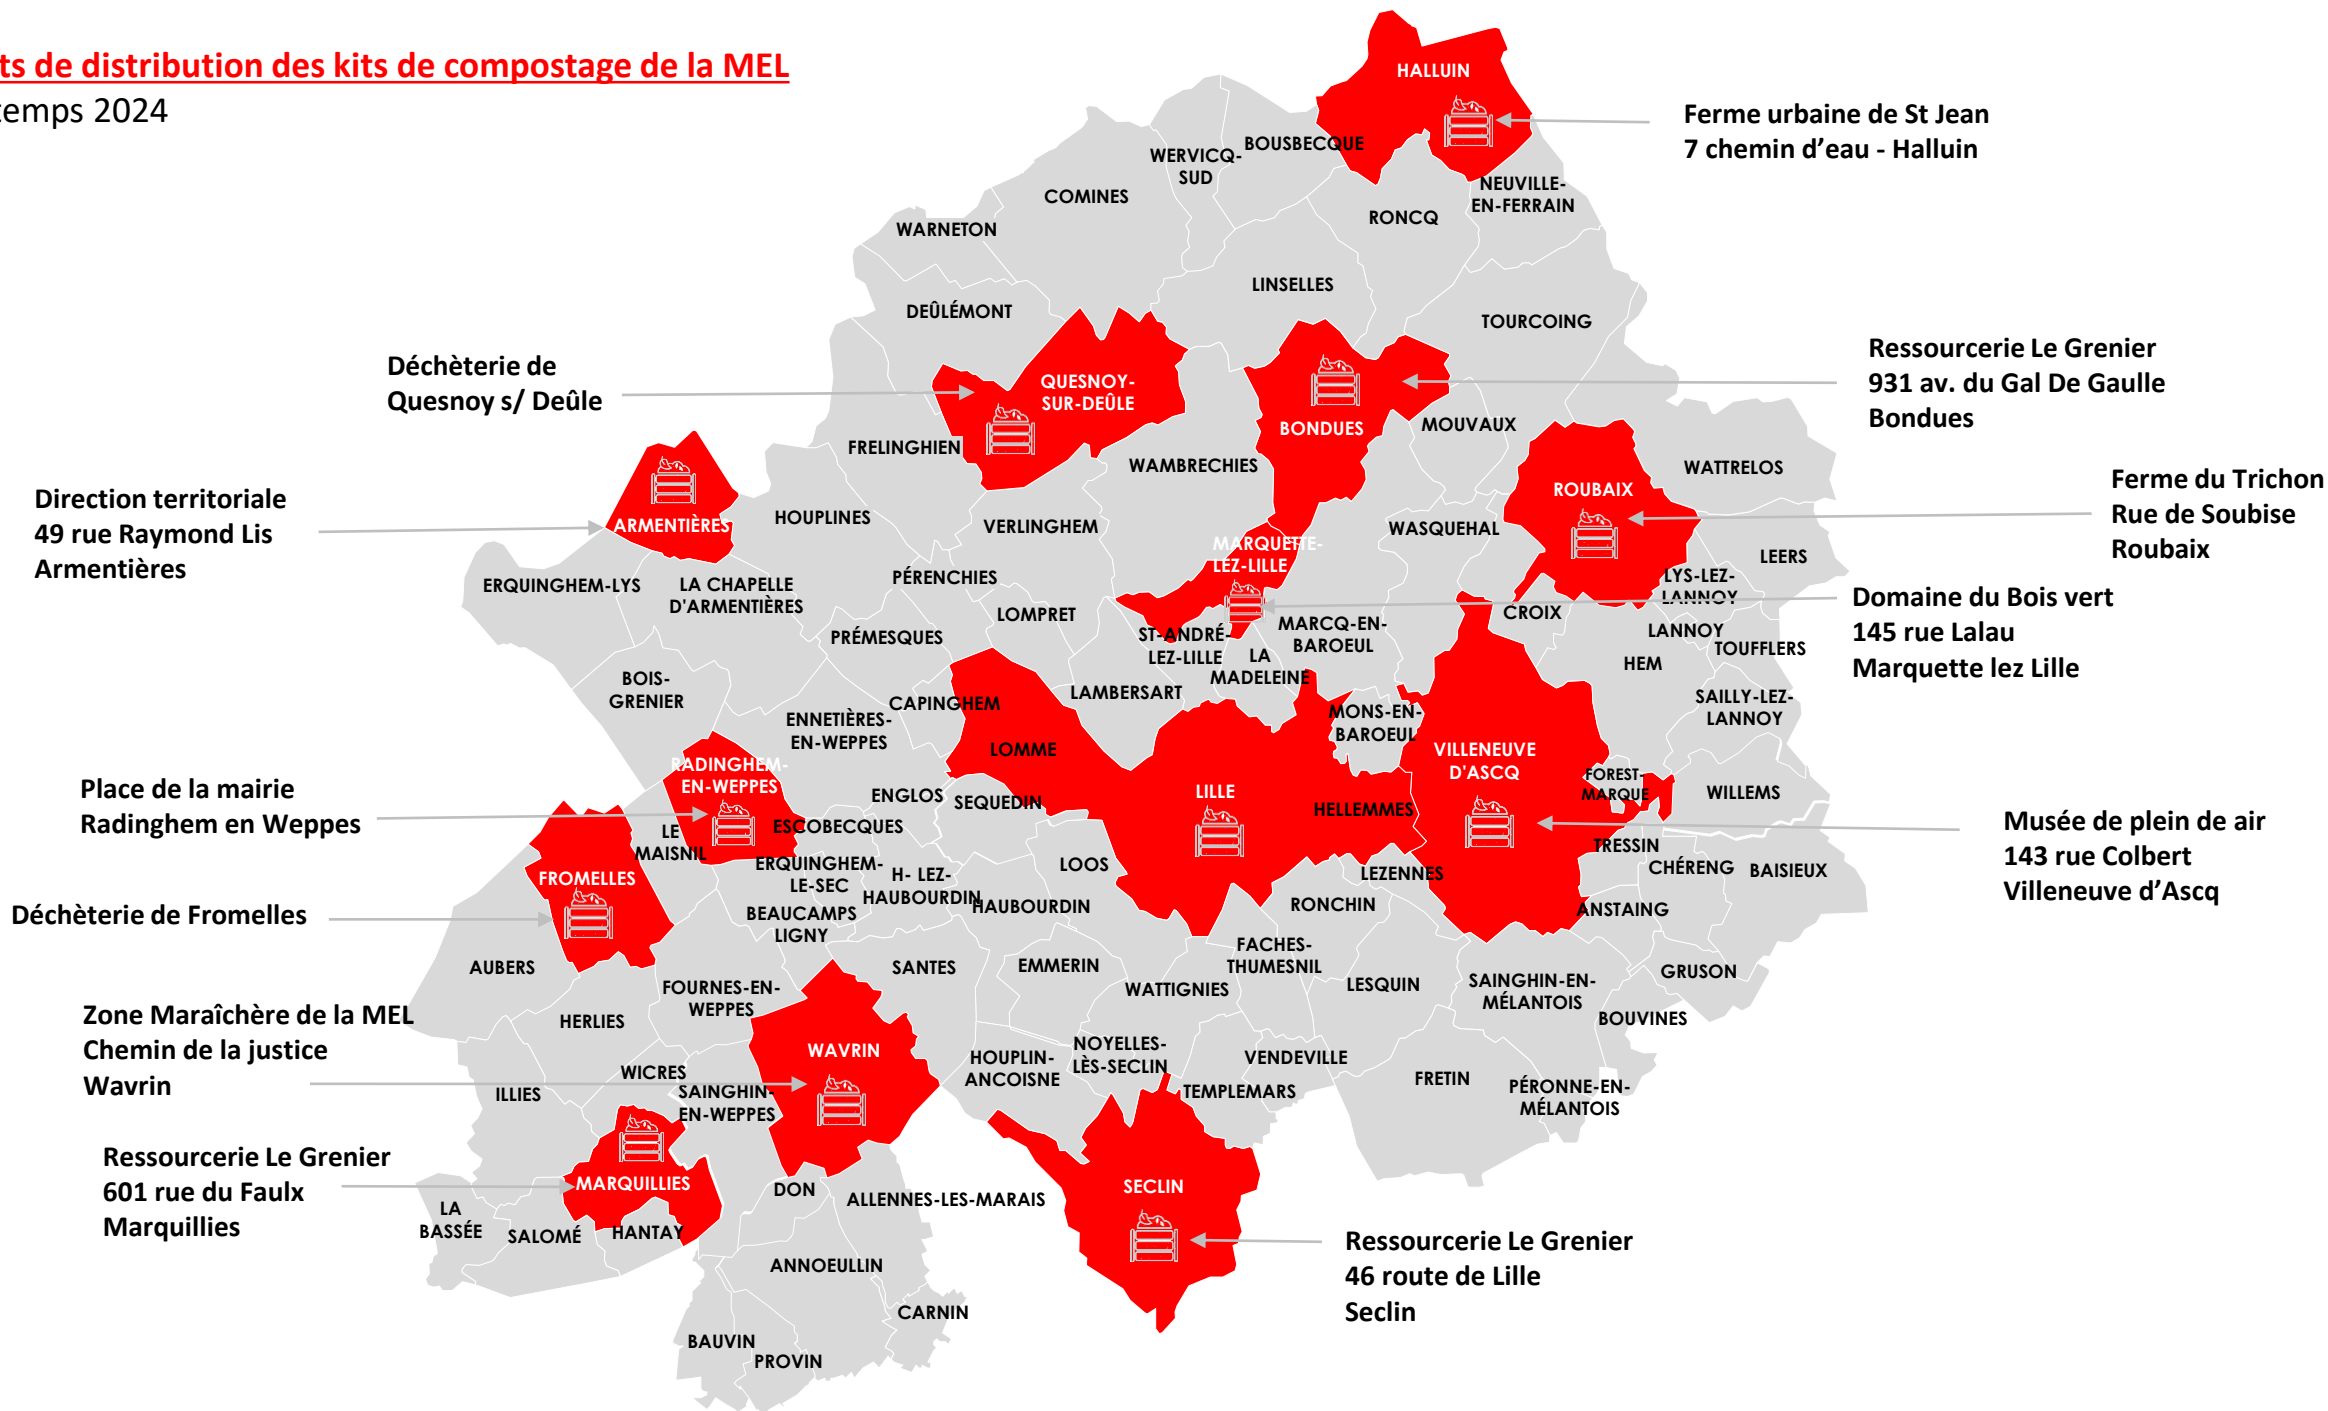 ts de distribution des kits de compostage de la MEL
temps 2024
HALLUIN
Ferme urbaine de St Jean
7 chemin d'eau - Halluin
BOUSBECQUE
WERVICQ-
SUD
COMINES
NEUVILLE-
EN-FERRAIN
RONCQ
WARNETON
LINSELLES
DEÛLÉMONT
TOURCOING
Déchèterie de
Quesnoy s/ Deûle
QUESNOY-
SUR-DEÛLE
Ressourcerie Le Grenier
931 av. du Gal De Gaulle
Bondues
BONDUES
MOUVAUX
FRELINGHIEN
WAMBRECHIES
WATTRELOS
ROUBAIX
Ferme du Trichon
Rue de Soubise
Roubaix
Direction territoriale
49 rue Raymond Lis
Armentières
ARMENTIÈRES
HOUPLINES
VERLINGHEM
WASQUEHAL
MARQUETTE-
LEZ-LILLE
LEERS
ERQUINGHEM-LYS
LA CHAPELLE
D'ARMENTIÈRES
PÉRENCHIES
LYS-LEZ-
LANNOY
LOMPRET
CROIX
Domaine du Bois vert
145 rue Lalau
Marquette lez Lille
PRÉMESQUES
ST-ANDRÉ-
LEZ-LILLE
MARCQ-EN-
BAROEUL
LANNOY
TOUFFLERS
LA
MADELEINE
HEM
BOIS-
GRENIER
LAMBERSART
SAILLY-LEZ-
LANNOY
CAPINGHEM
ENNETIÈRES-
EN-WEPPES
MONS-EN-
BAROEUL
LOMME
VILLENEUVE
D'ASCQ
RADINGHEM-
EN-WEPPES
FOREST-
MARQUE
WILLEMS
Place de la mairie
Radinghem en Weppes
ENGLOS
SEQUEDIN
LILLE
HELLEMMES
ESCOBECQUES
LE
MAISNIL
Musée de plein de air
143 rue Colbert
Villeneuve d'Ascq
TRESSIN
CHÉRENG
BAISIEUX
ERQUINGHEM-
LE-SEC
H- LEZ-
HAUBOURDIN
LOOS
LEZENNES
FROMELLES
HAUBOURDIN
RONCHIN
ANSTAING
Déchèterie de Fromelles
BEAUCAMPS
LIGNY
AUBERS
SANTES
EMMERIN
FACHES-
THUMESNIL
GRUSON
FOURNES-EN-
WEPPES
WATTIGNIES
LESQUIN
SAINGHIN-EN-
MÉLANTOIS
BOUVINES
Zone Maraîchère de la MEL
Chemin de la justice
Wavrin
HERLIES
WAVRIN
HOUPLIN-
ANCOISNE
NOYELLES-
LÈS-SECLIN
VENDEVILLE
WICRES
FRETIN
ILLIES
SAINGHIN-
EN-WEPPES
TEMPLEMARS
PÉRONNE-EN-
MÉLANTOIS
Ressourcerie Le Grenier
601 rue du Faulx
Marquillies
MARQUILLIES
DON
ALLENNES-LES-MARAIS
SECLIN
LA
BASSÉE
SALOMÉ
HANTAY
Ressourcerie Le Grenier
46 route de Lille
Seclin
ANNOEULLIN
CARNIN
BAUVIN
PROVIN